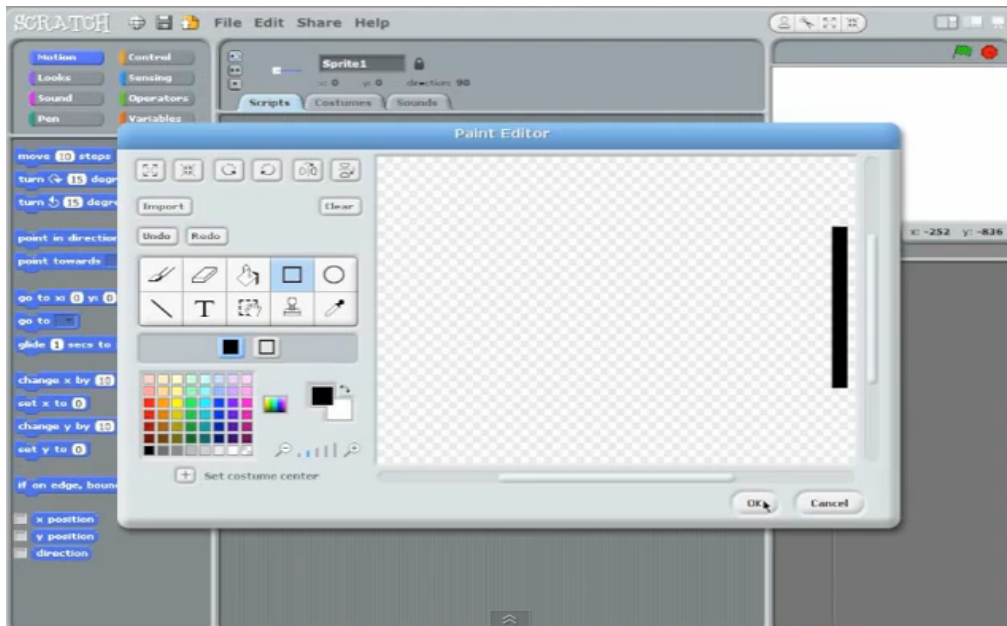 SCRATCH File Edit Share Help
Motion Control
Looks Sensing
Sound Operators
Pen Variables
Sprite1
x: 0 y: 0 direction: 90
Scripts Costumes Sounds
Paint Editor
move 10 steps
turn 15 degr
turn 15 degre
point in direction
point towards
go to x: 0 y: 0
go to
glide 1 secs to
change x by 10
set x to 0
change y by 10
set y to 0
if on edge, boun
x position
y position
direction
Import Clear
Undo Redo
T
Set costume center
OK Cancel
x: -252 y: -836